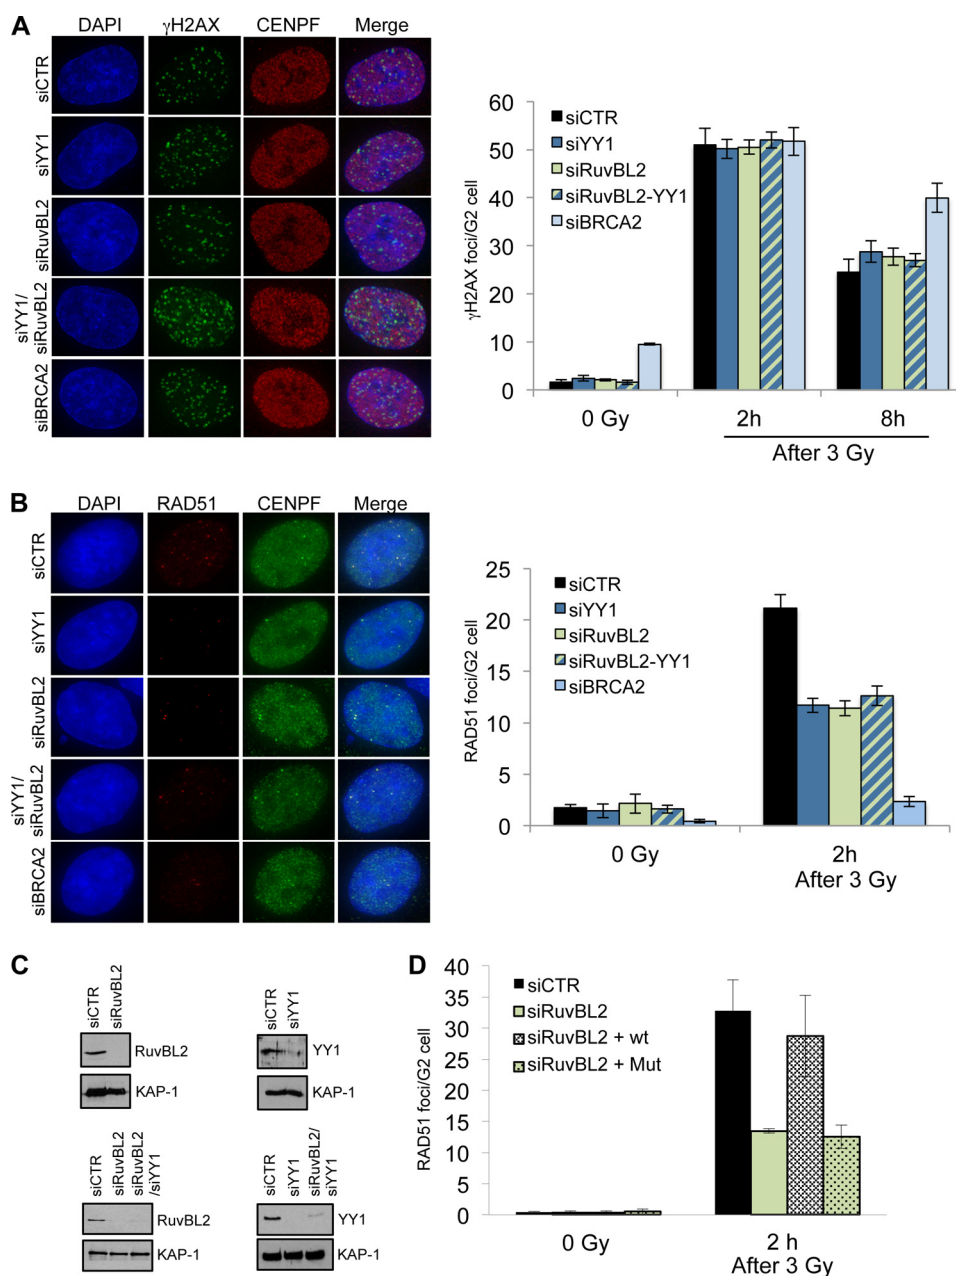 A
DAPI γH2AX CENPF Merge
siCTR
siYY1
siRuvBL2
siYY1/
siRuvBL2
siBRCA2
γH2AX foci/G2 cell
60
50
40
30
20
10
0
siCTR
siYY1
siRuvBL2
siRuvBL2-YY1
siBRCA2
0 Gy 2h 8h
After 3 Gy
B
DAPI RAD51 CENPF Merge
siCTR
siYY1
siRuvBL2
siYY1/
siRuvBL2
siBRCA2
RAD51 foci/G2 cell
25
20
15
10
5
0
siCTR
siYY1
siRuvBL2
siRuvBL2-YY1
siBRCA2
0 Gy 2h
After 3 Gy
C
siCTR
siRuvBL2
RuvBL2
KAP-1
siCTR
siYY1
YY1
KAP-1
siCTR
siRuvBL2
siRuvBL2
/siYY1
RuvBL2
KAP-1
siCTR
siYY1
siRuvBL2/
siYY1
YY1
KAP-1
D
RAD51 foci/G2 cell
40
35
30
25
20
15
10
5
0
siCTR
siRuvBL2
siRuvBL2 + wt
siRuvBL2 + Mut
0 Gy 2 h
After 3 Gy